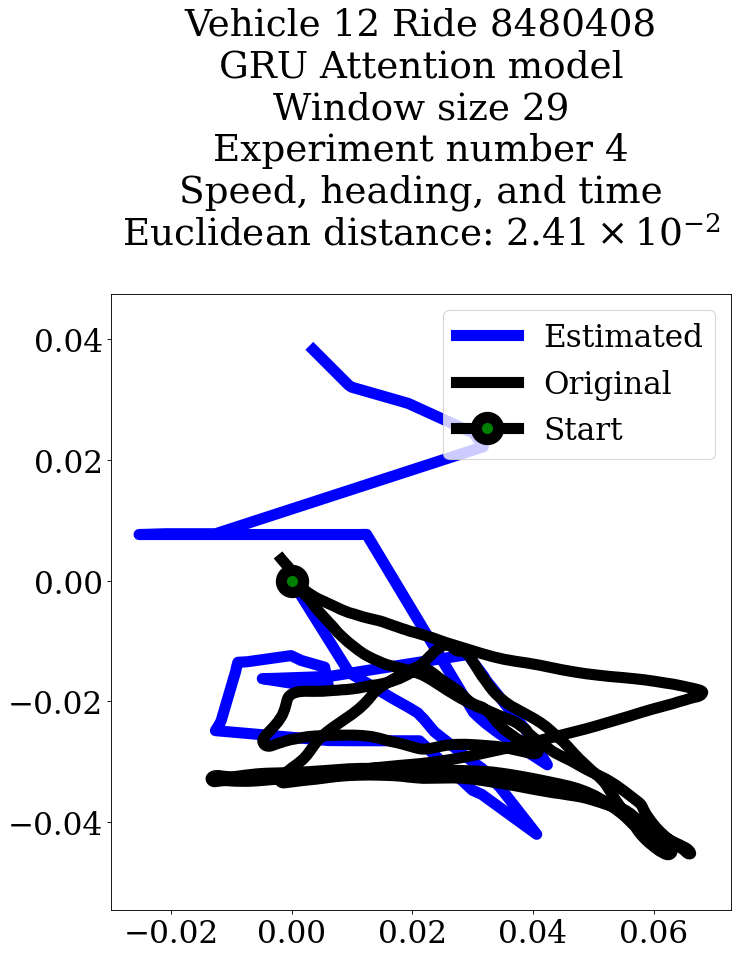 Vehicle 12 Ride 8480408
GRU Attention model
Window size 29
Experiment number 4
Speed, heading, and time
Euclidean distance: 2.41 × 10⁻²
Estimated
Original
Start
0.04
0.02
0.00
−0.02
−0.04
−0.02 0.00 0.02 0.04 0.06